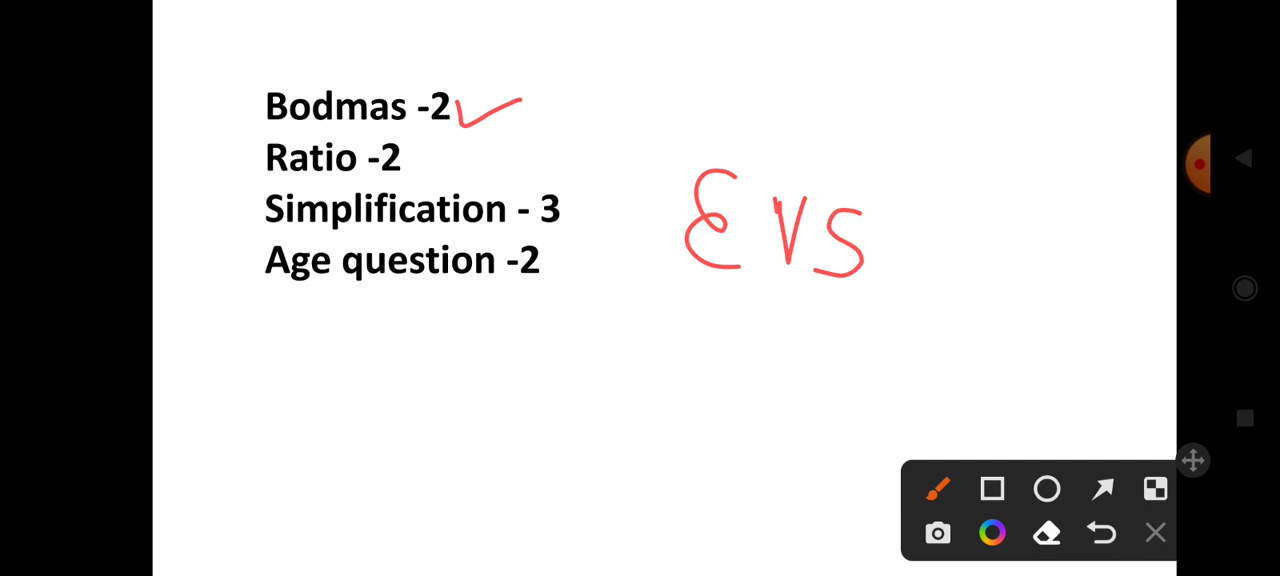 Bodmas -2
Ratio -2
Simplification - 3
Age question -2
EVS